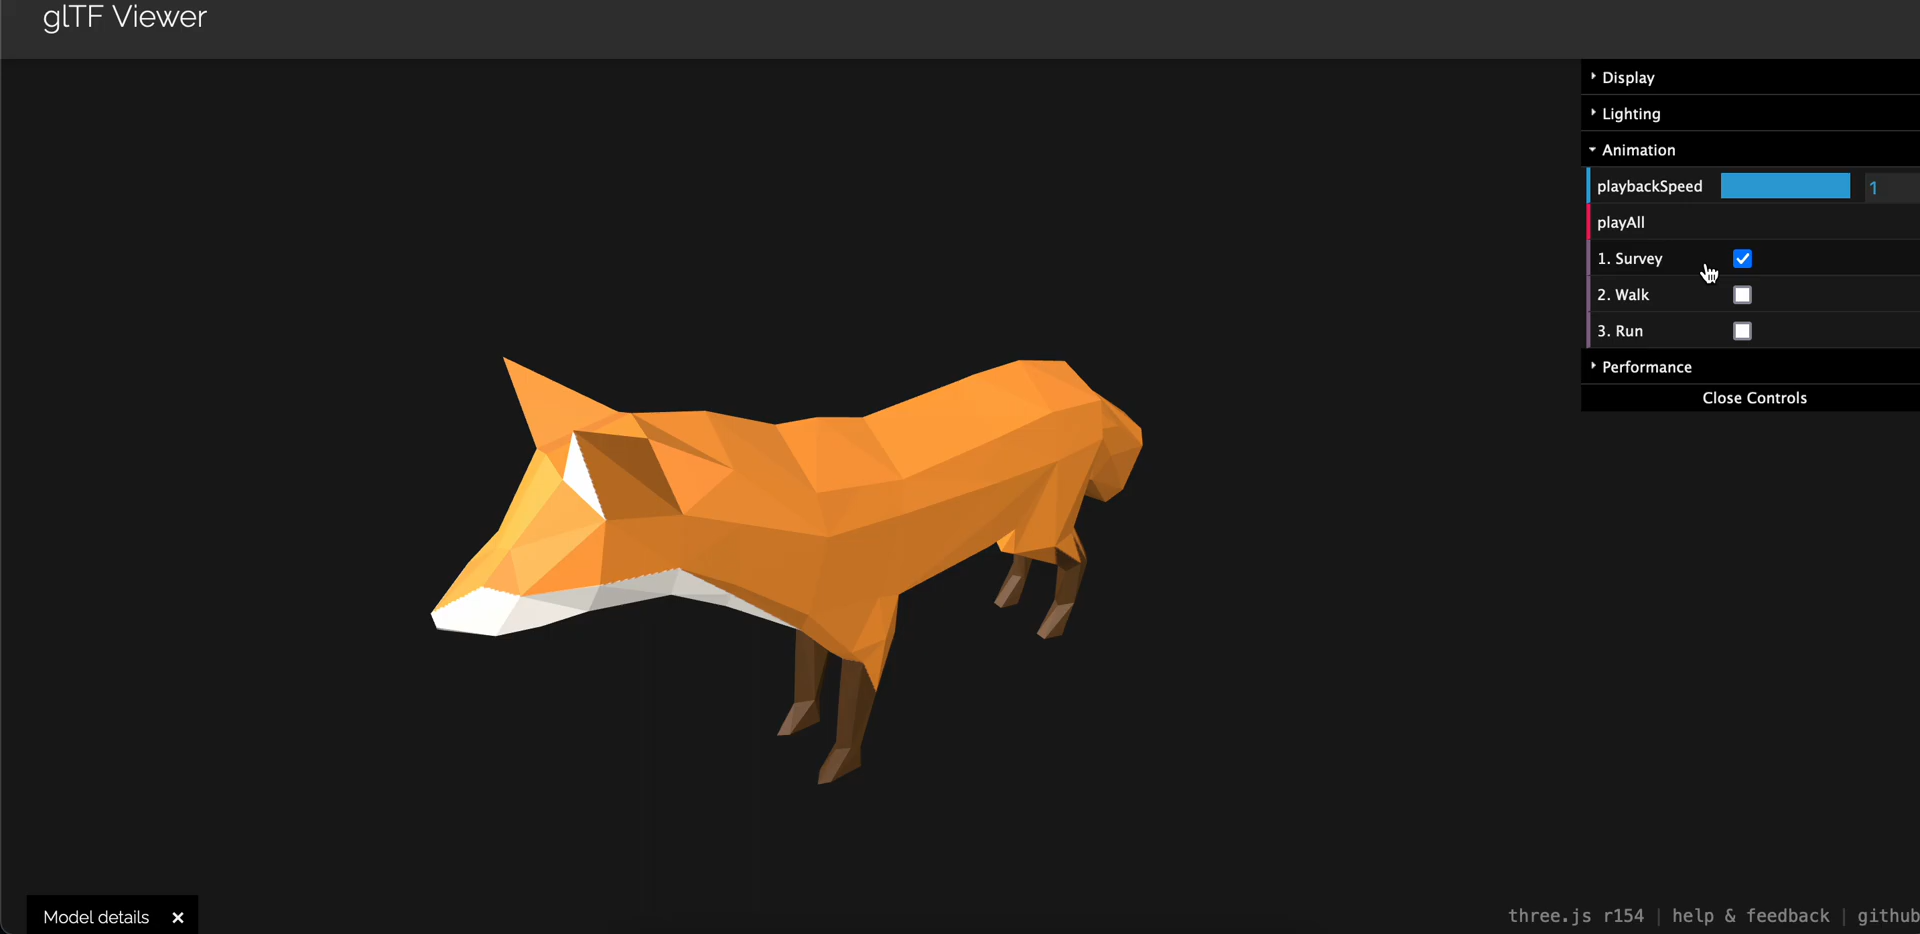 glTF Viewer
Display
Lighting
Animation
playbackSpeed 1
playAll
1. Survey
2. Walk
3. Run
Performance
Close Controls
Model details ×
three.js r154 | help & feedback | github